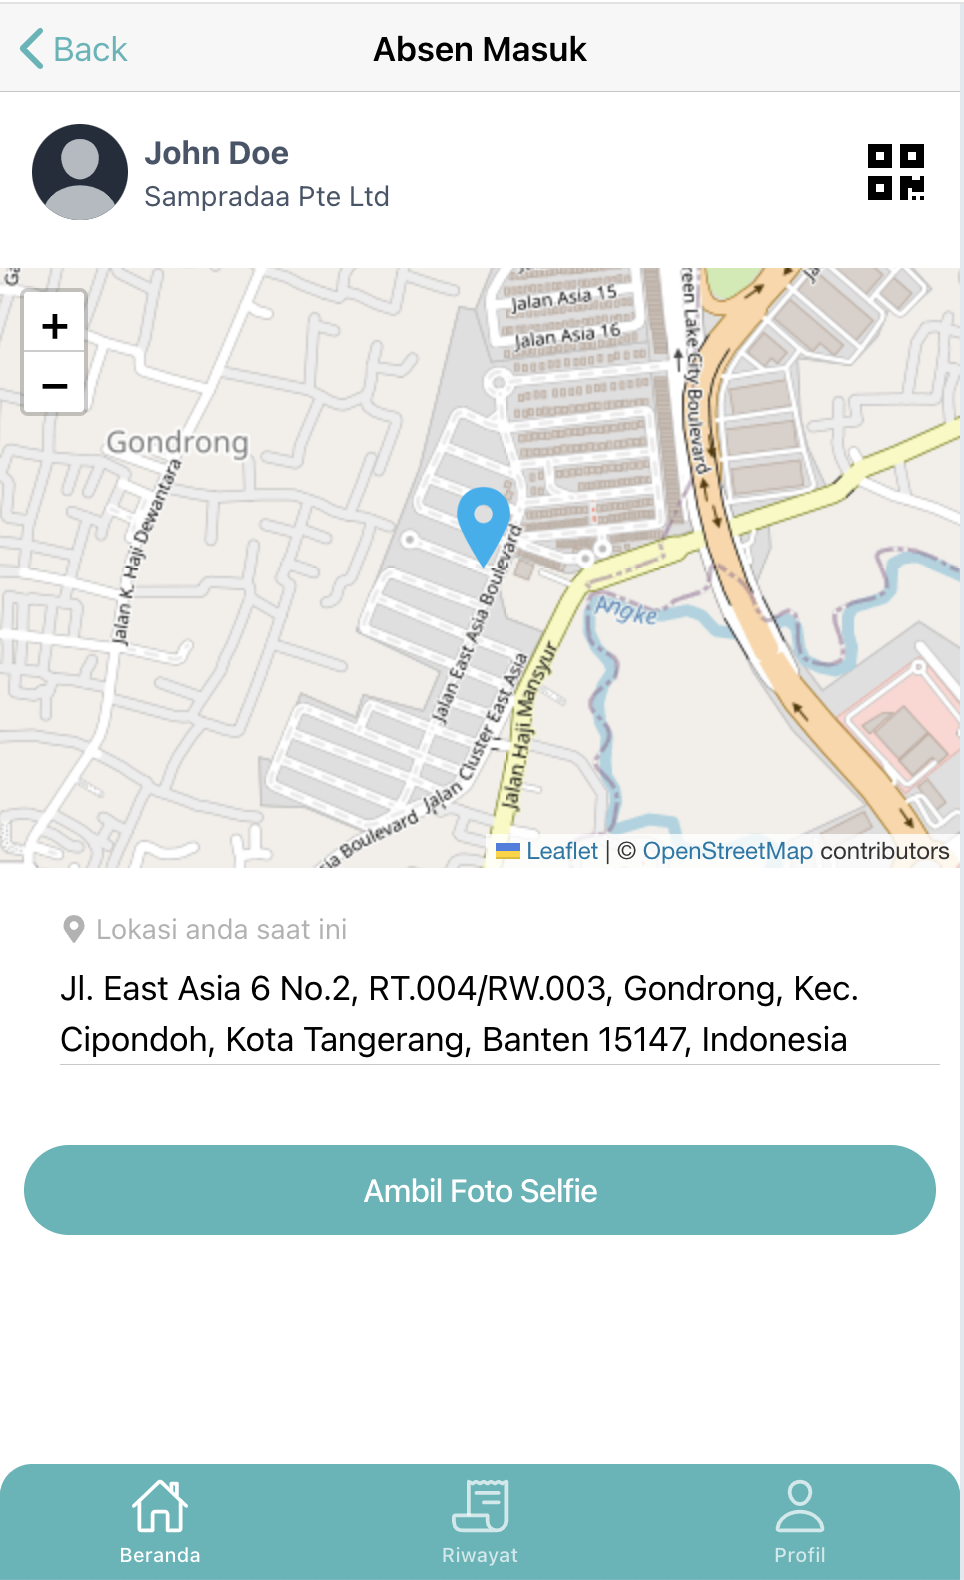 Back
Absen Masuk
John Doe
Sampradaa Pte Ltd
+
−
Jalan Asia 15
Jalan Asia 16
reen Lake City Boulevard
Gondrong
Jalan K. Haji Dewantara
Jalan East Asia Boulevard
Angke
Jalan Cluster East Asia
Jalan Haji Mansyur
ia Boulevard
Leaflet | © OpenStreetMap contributors
Lokasi anda saat ini
Jl. East Asia 6 No.2, RT.004/RW.003, Gondrong, Kec.
Cipondoh, Kota Tangerang, Banten 15147, Indonesia
Ambil Foto Selfie
Beranda
Riwayat
Profil